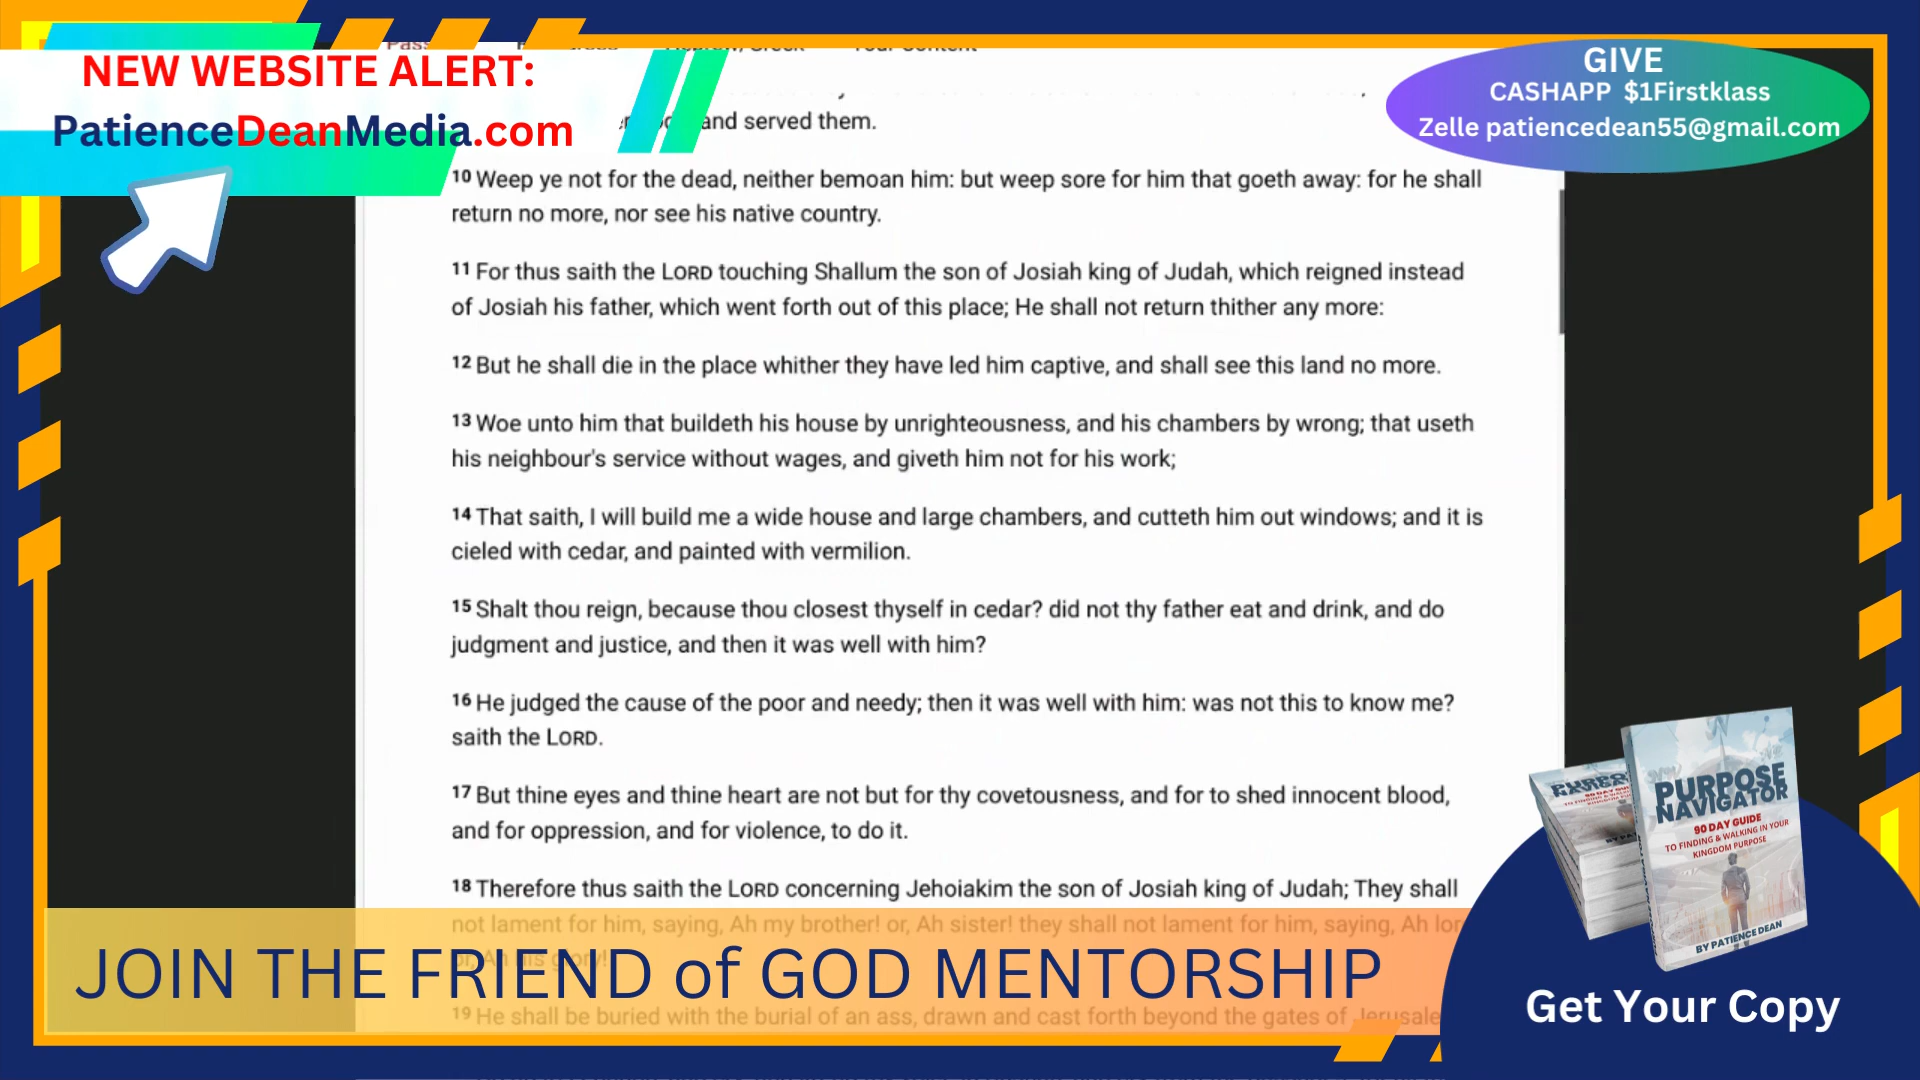 NEW WEBSITE ALERT:
PatienceDeanMedia.com
GIVE
CASHAPP $1Firstklass
Zelle patiencedean55@gmail.com
Your Content
and served them.
10 Weep ye not for the dead, neither bemoan him: but weep sore for him that goeth away: for he shall
return no more, nor see his native country.
11 For thus saith the LORD touching Shallum the son of Josiah king of Judah, which reigned instead
of Josiah his father, which went forth out of this place; He shall not return thither any more:
12 But he shall die in the place whither they have led him captive, and shall see this land no more.
13 Woe unto him that buildeth his house by unrighteousness, and his chambers by wrong; that useth
his neighbour's service without wages, and giveth him not for his work;
14 That saith, I will build me a wide house and large chambers, and cutteth him out windows; and it is
cieled with cedar, and painted with vermilion.
15 Shalt thou reign, because thou closest thyself in cedar? did not thy father eat and drink, and do
judgment and justice, and then it was well with him?
16 He judged the cause of the poor and needy; then it was well with him: was not this to know me?
saith the LORD.
17 But thine eyes and thine heart are not but for thy covetousness, and for to shed innocent blood,
and for oppression, and for violence, to do it.
18 Therefore thus saith the LORD concerning Jehoiakim the son of Josiah king of Judah; They shall
not lament for him, saying, Ah my brother! or, Ah sister! they shall not lament for him, saying, Ah lor
19 He shall be buried with the burial of an ass, drawn and cast forth beyond the gates of Jerusale
JOIN THE FRIEND of GOD MENTORSHIP
PURPOSE
NAVIGATOR
90 DAY GUIDE
TO FINDING & WALKING IN YOUR
KINGDOM PURPOSE
BY PATIENCE DEAN
Get Your Copy